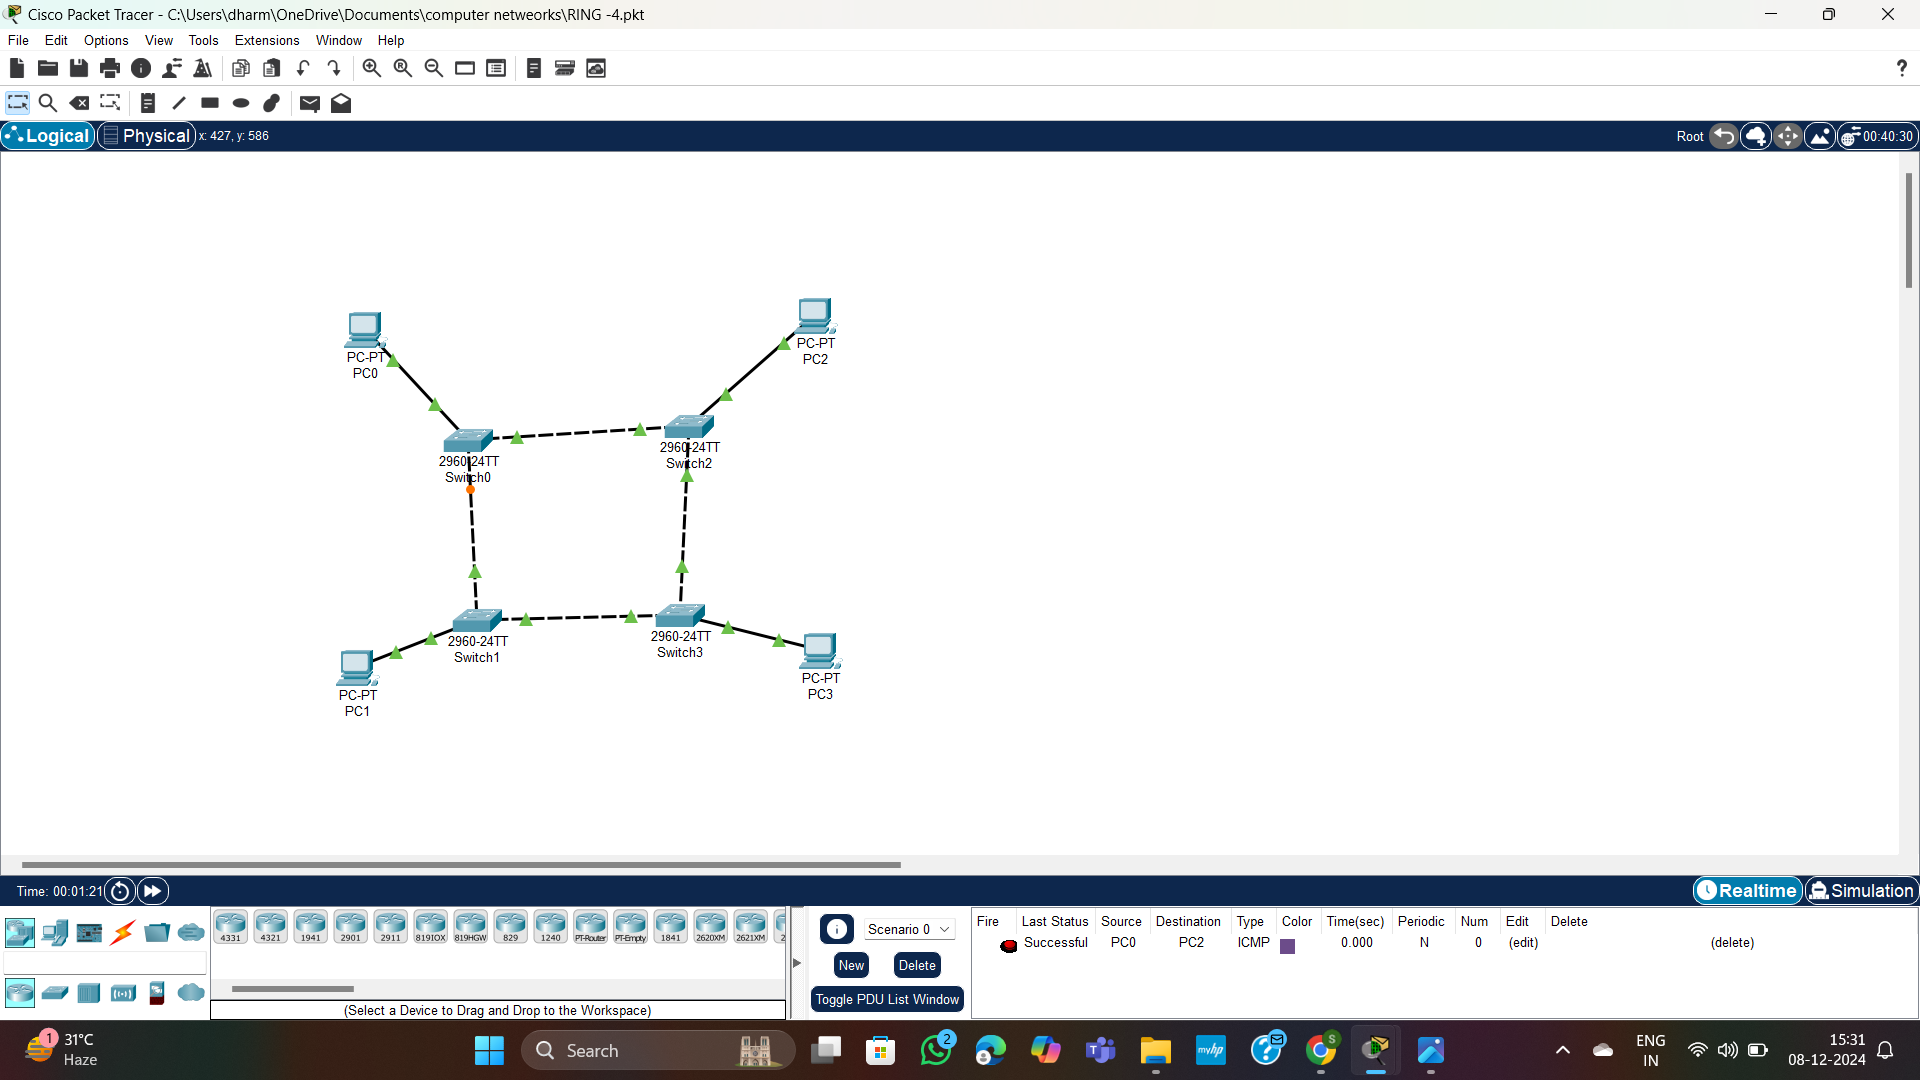 Cisco Packet Tracer - C:\Users\dharm\OneDrive\Documents\computer netweorks\RING -4.pkt
File Edit Options View Tools Extensions Window Help
?
Logical Physical x: 427, y: 586 Root 00:40:30
PC-PT
PC0
PC-PT
PC2
2960-24TT
Switch0
2960-24TT
Switch2
2960-24TT
Switch1
2960-24TT
Switch3
PC-PT
PC1
PC-PT
PC3
Time: 00:01:21 Realtime Simulation
4331 4321 1941 2901 2911 819IOX 819HGW 829 1240 PT-Router PT-Empty 1841 2620XM 2621XM
(Select a Device to Drag and Drop to the Workspace)
Scenario 0
New Delete
Toggle PDU List Window
Fire Last Status Source Destination Type Color Time(sec) Periodic Num Edit Delete
Successful PC0 PC2 ICMP 0.000 N 0 (edit) (delete)
1 31°C
Haze
Search
2
myhp
S
ENG
IN
15:31
08-12-2024